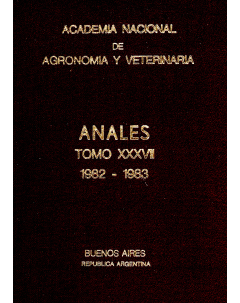 ACADEMIA NACIONAL
DE
AGRONOMIA Y VETERINARIA
ANALES
TOMO XXXVII
1982 - 1983
BUENOS AIRES
REPUBLICA ARGENTINA